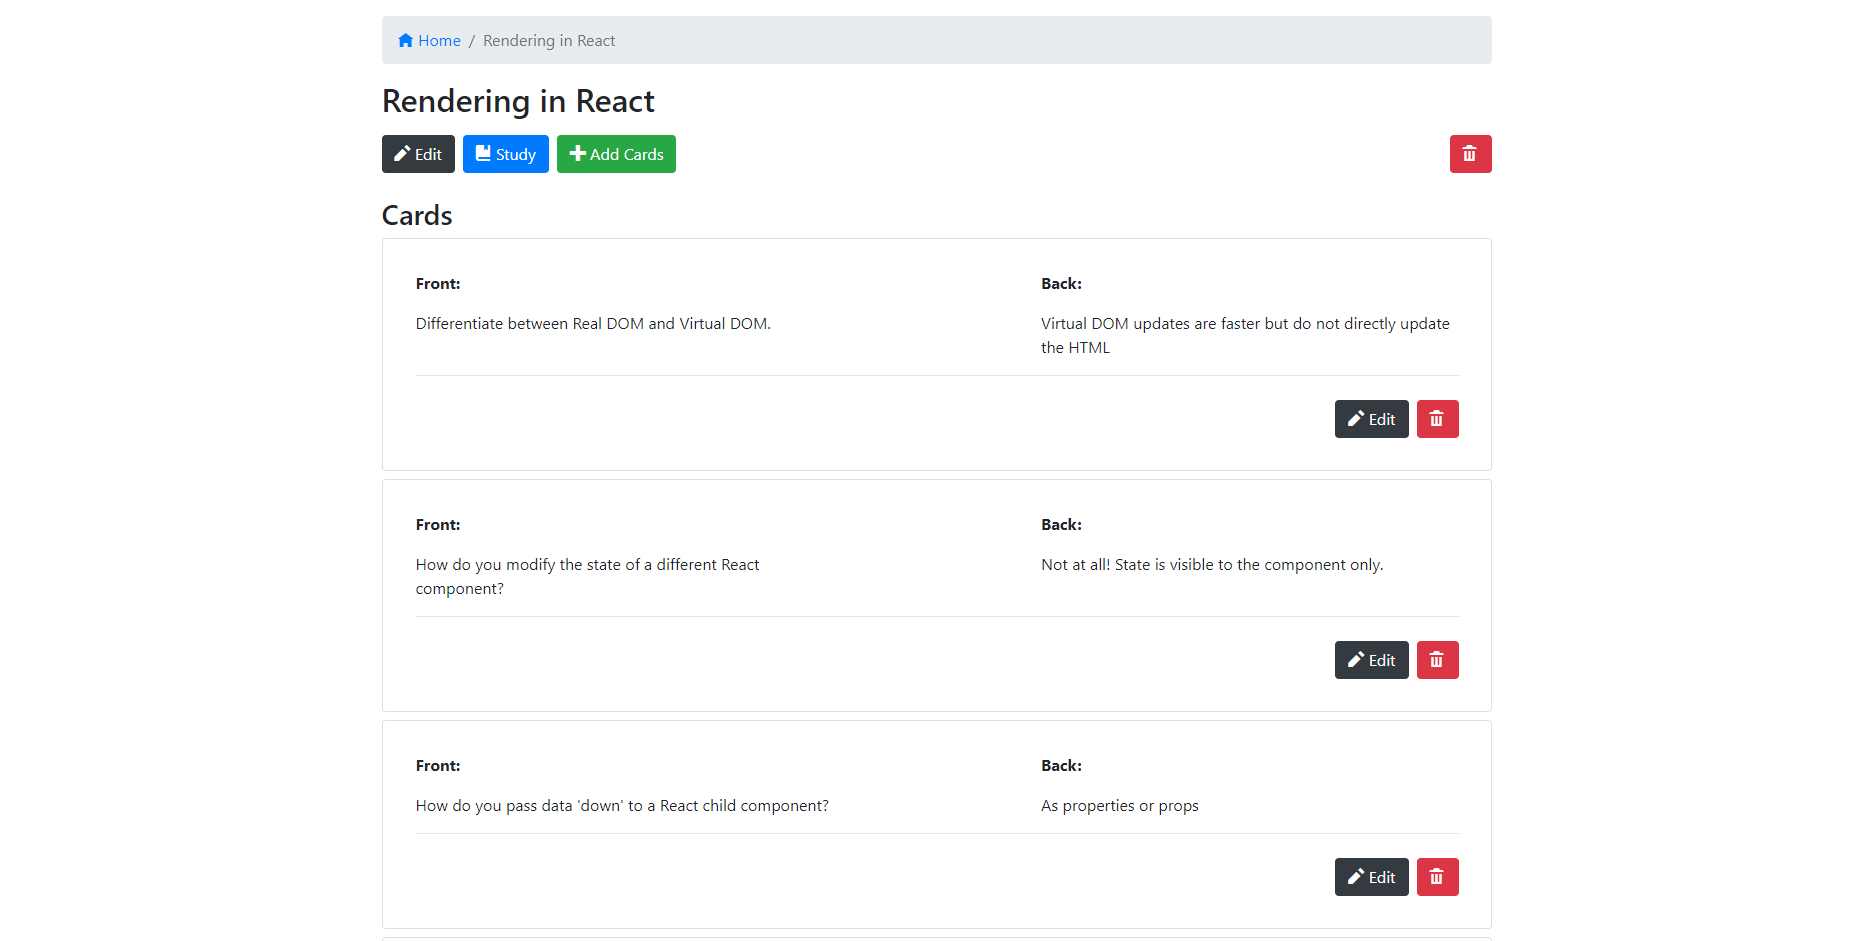 Home / Rendering in React
Rendering in React
Edit Study Add Cards
Cards
Front: Back:
Differentiate between Real DOM and Virtual DOM. Virtual DOM updates are faster but do not directly update
the HTML
Edit
Front: Back:
How do you modify the state of a different React Not at all! State is visible to the component only.
component?
Edit
Front: Back:
How do you pass data 'down' to a React child component? As properties or props
Edit